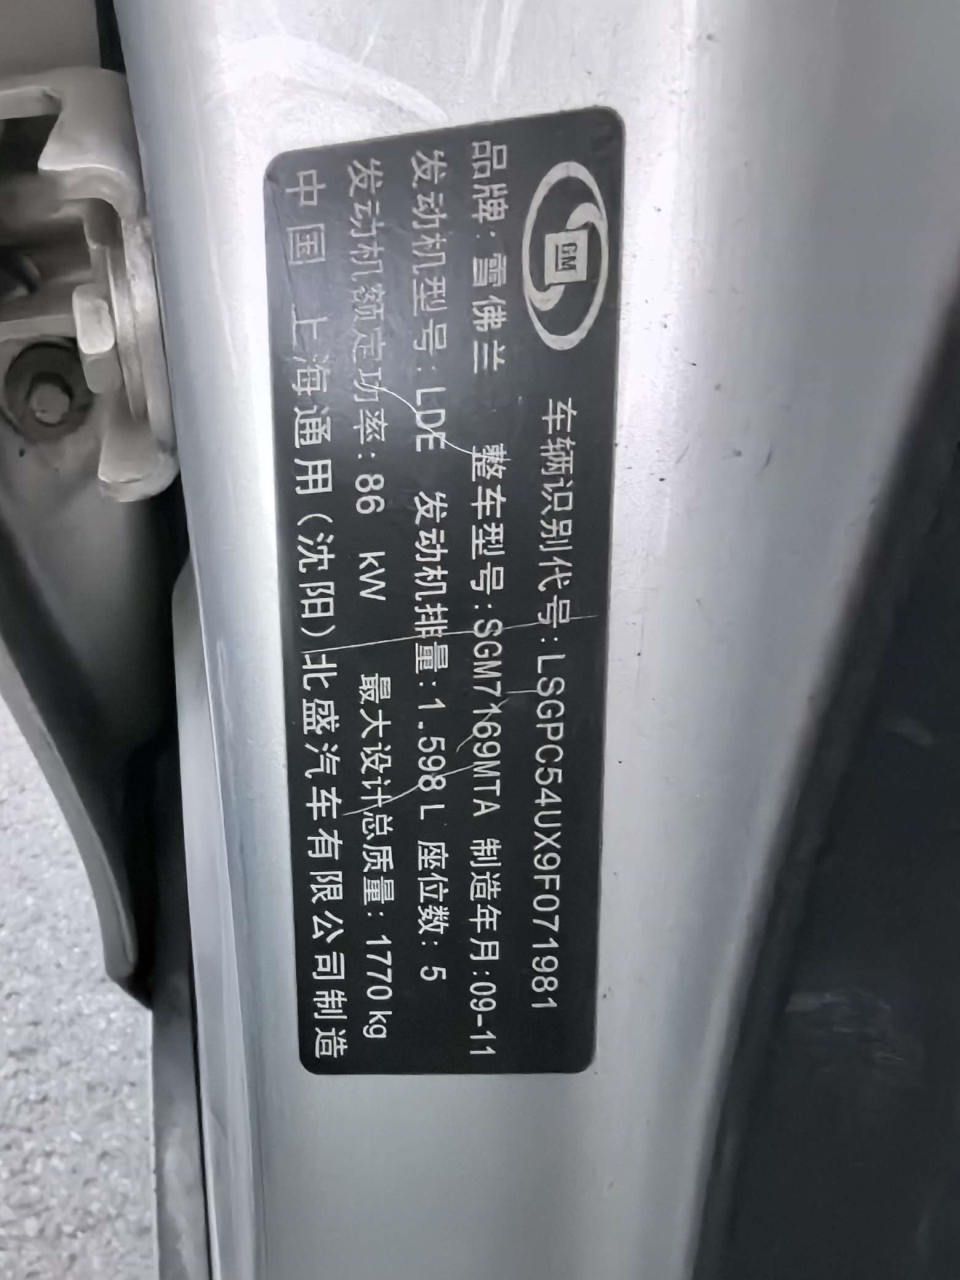 GM
车辆识别代号:LSGPC54UX9F071981
品牌:雪佛兰 整车型号:SGM7169MTA 制造年月:09-11
发动机型号:LDE 发动机排量:1.598L 座位数:5
发动机额定功率:86 kW 最大设计总质量:1770kg
中国 上海通用(沈阳)北盛汽车有限公司制造